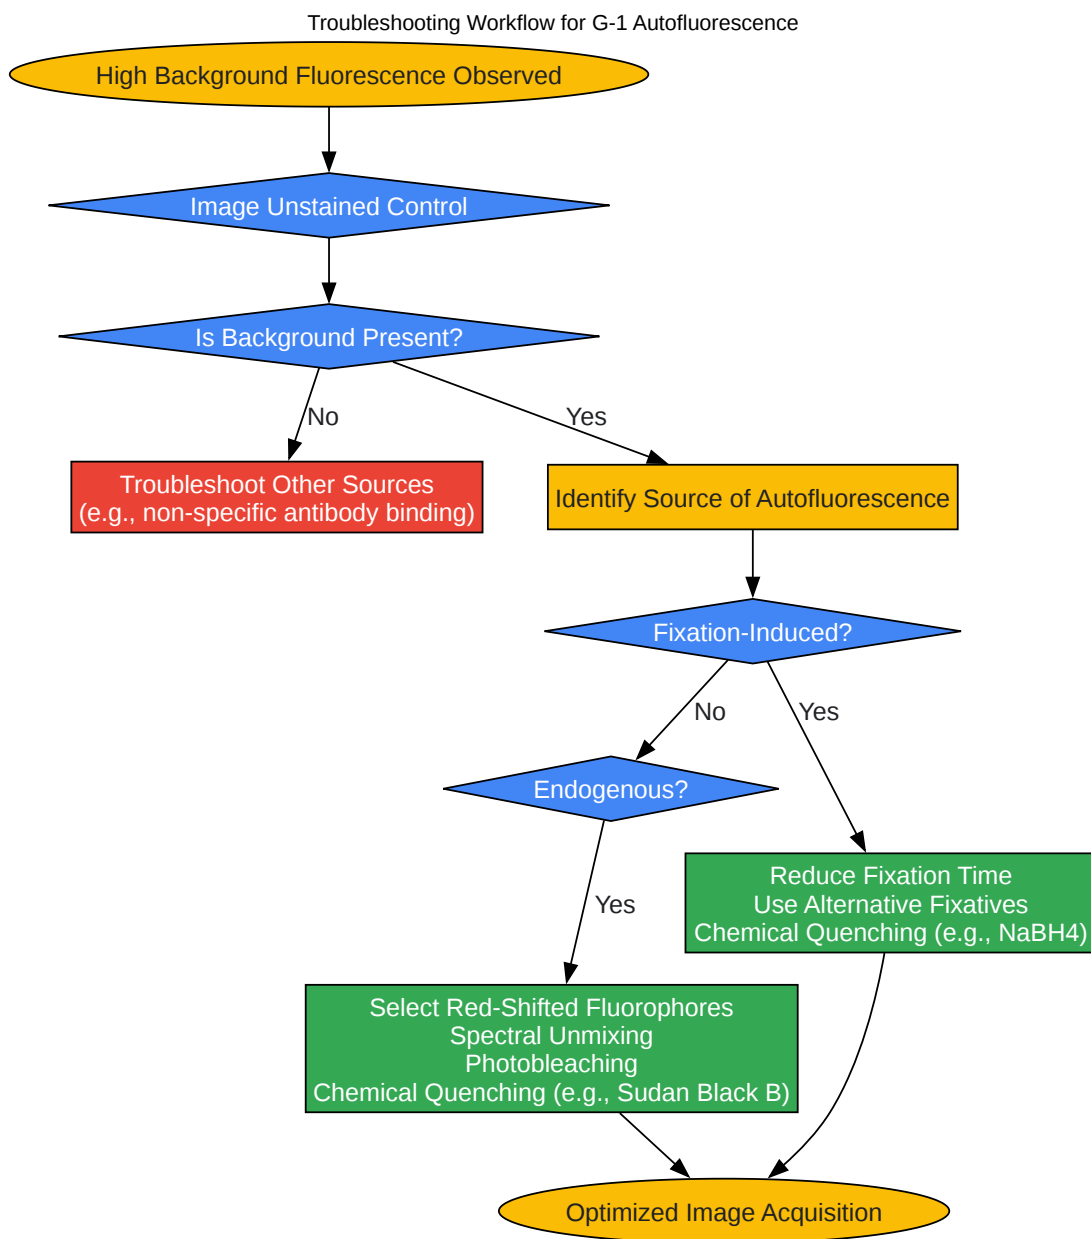 Troubleshooting Workflow for G-1 Autofluorescence
High Background Fluorescence Observed
Image Unstained Control
Is Background Present?
No
Yes
Troubleshoot Other Sources
(e.g., non-specific antibody binding)
Identify Source of Autofluorescence
Fixation-Induced?
No
Yes
Endogenous?
Reduce Fixation Time
Use Alternative Fixatives
Chemical Quenching (e.g., NaBH4)
Yes
Select Red-Shifted Fluorophores
Spectral Unmixing
Photobleaching
Chemical Quenching (e.g., Sudan Black B)
Optimized Image Acquisition